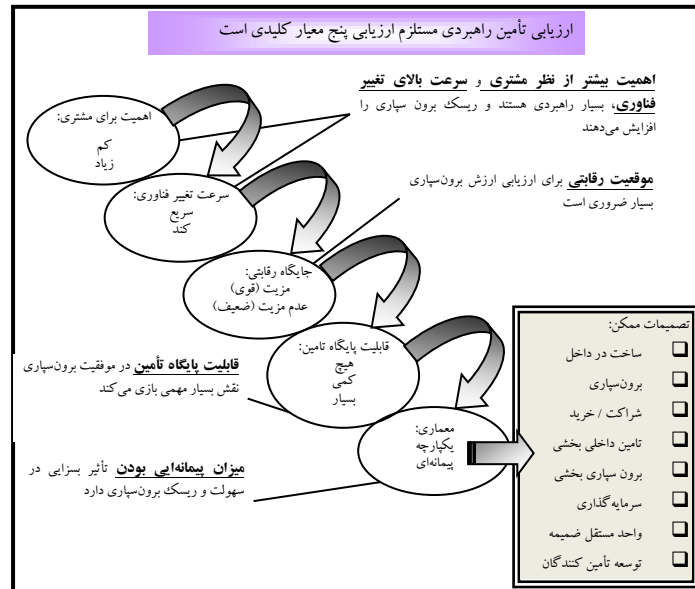 ارزیابی تأمین راهبردی مستلزم ارزیابی پنج معیار کلیدی است
اهمیت بیشتر از نظر مشتری و سرعت بالای تغییر
فناوری، بسیار راهبردی هستند و ریسک برون سپاری را
افزایش می‌دهند
اهمیت برای مشتری:
کم
زیاد
موقعیت رقابتی برای ارزیابی ارزش برون‌سپاری
بسیار ضروری است
سرعت تغییر فناوری:
سریع
کند
جایگاه رقابتی:
مزیت (قوی)
عدم مزیت (ضعیف)
قابلیت پایگاه تامین:
هیچ
کمی
بسیار
قابلیت پایگاه تأمین در موفقیت برون‌سپاری
نقش بسیار مهمی بازی می‌کند
معماری:
یکپارچه
پیمانه‌ای
میزان پیمانه‌ایی بودن تأثیر بسزایی در
سهولت و ریسک برون‌سپاری دارد
تصمیمات ممکن:
ساخت در داخل
برون‌سپاری
شراکت / خرید
تامین داخلی بخشی
برون سپاری بخشی
سرمایه‌گذاری
واحد مستقل ضمیمه
توسعه تأمین کنندگان